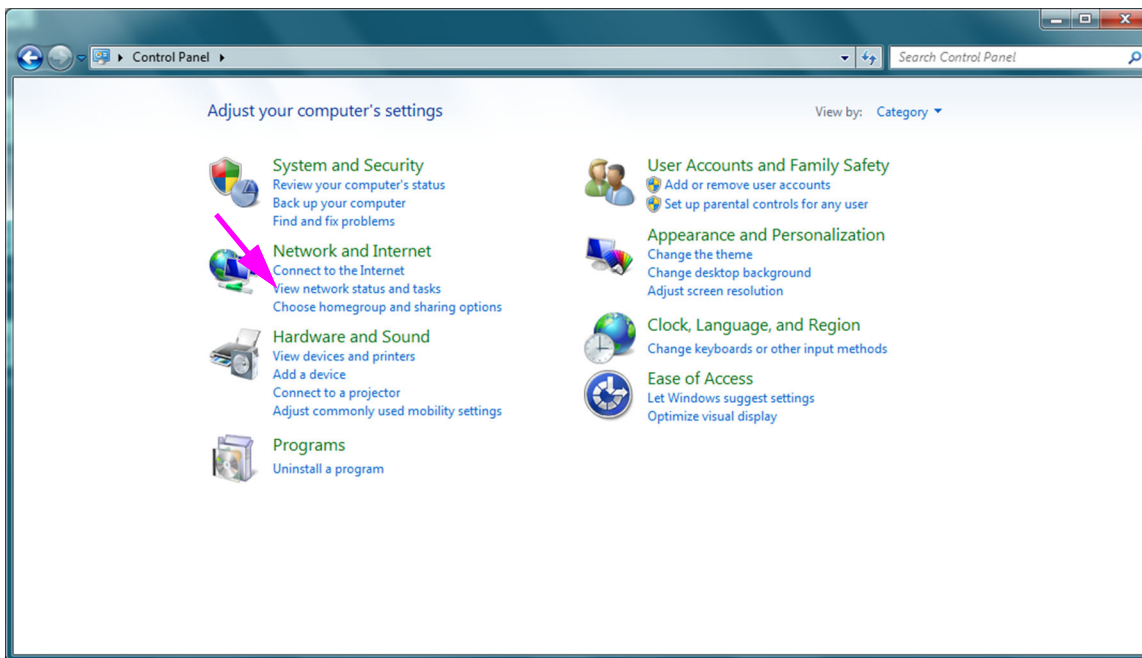 Control Panel
Search Control Panel
Adjust your computer's settings
View by: Category
System and Security
Review your computer's status
Back up your computer
Find and fix problems
Network and Internet
Connect to the Internet
View network status and tasks
Choose homegroup and sharing options
Hardware and Sound
View devices and printers
Add a device
Connect to a projector
Adjust commonly used mobility settings
Programs
Uninstall a program
User Accounts and Family Safety
Add or remove user accounts
Set up parental controls for any user
Appearance and Personalization
Change the theme
Change desktop background
Adjust screen resolution
Clock, Language, and Region
Change keyboards or other input methods
Ease of Access
Let Windows suggest settings
Optimize visual display